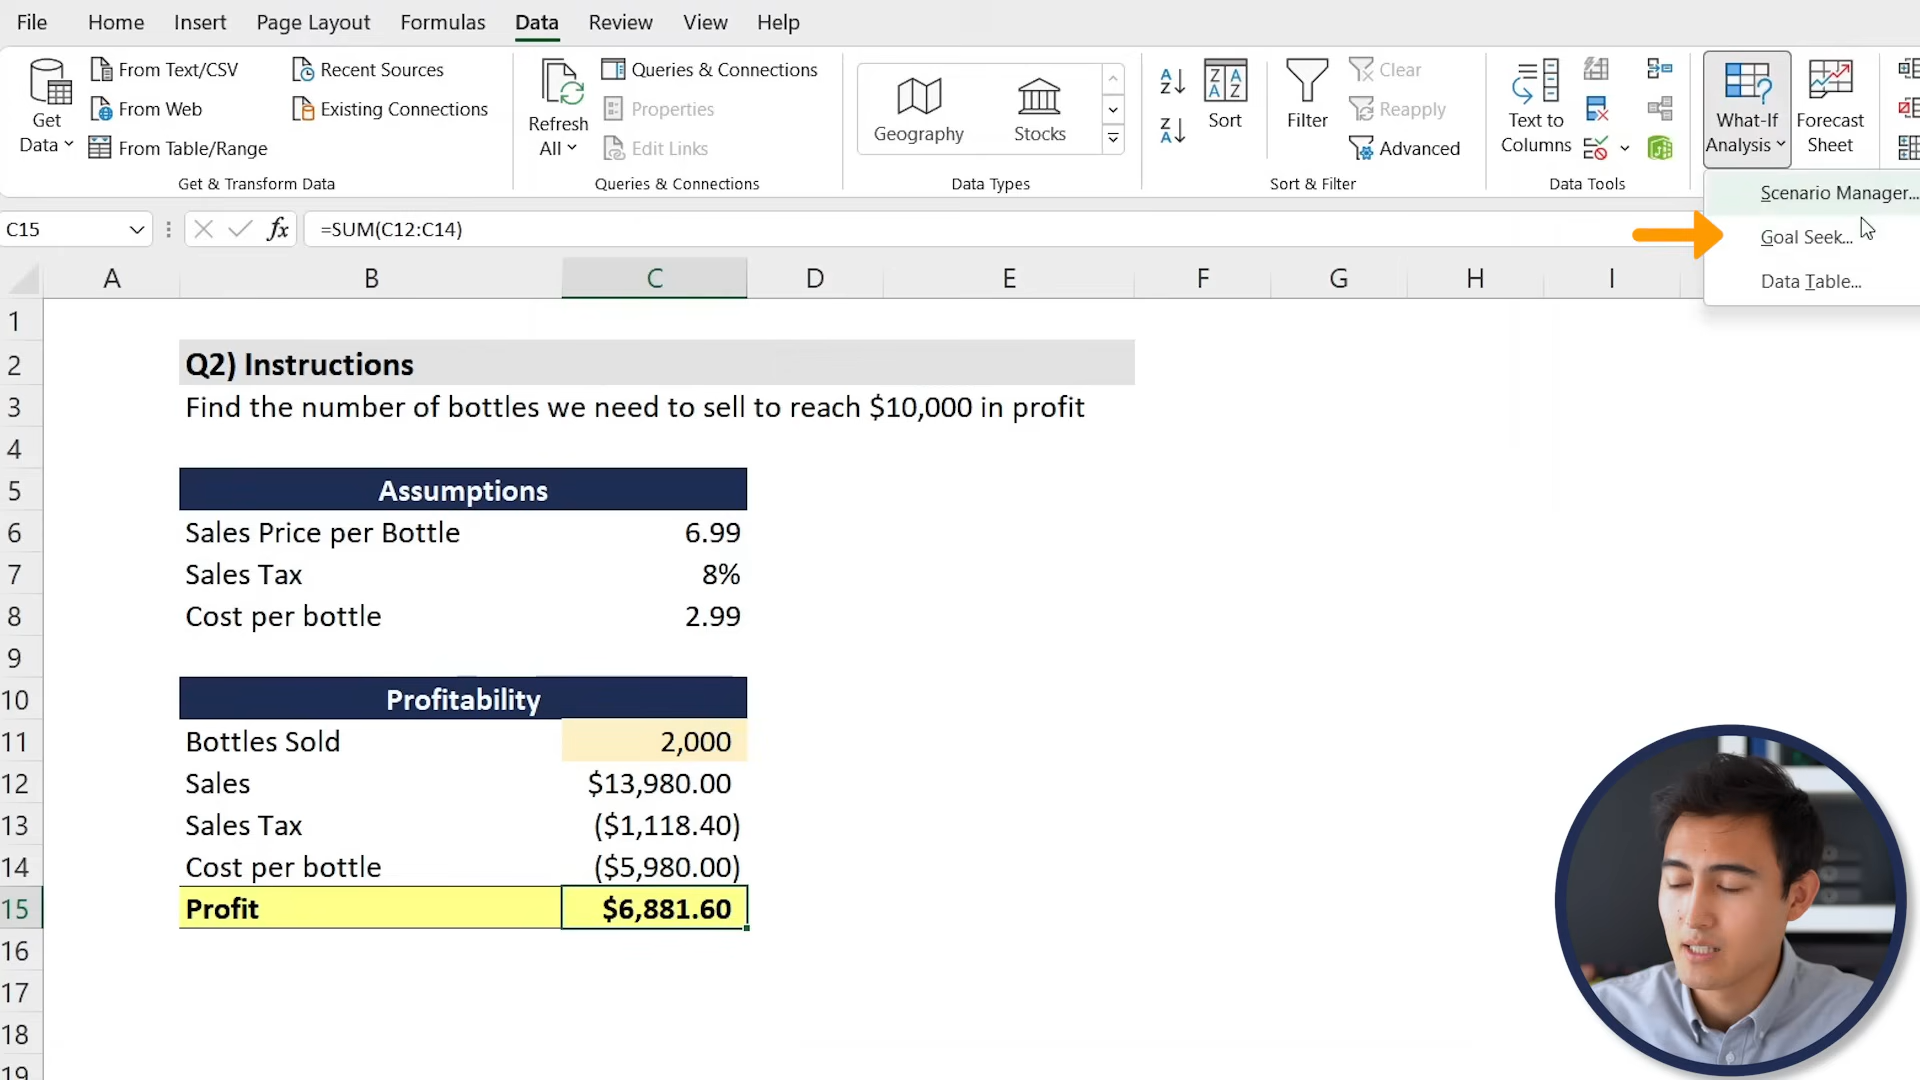 File Home Insert Page Layout Formulas Data Review View Help
Get Data
From Text/CSV
From Web
From Table/Range
Recent Sources
Existing Connections
Get & Transform Data
Refresh All
Queries & Connections
Properties
Edit Links
Queries & Connections
Geography
Stocks
Data Types
Sort
Filter
Clear
Reapply
Advanced
Sort & Filter
Text to Columns
Data Tools
What-If Analysis
Forecast Sheet
Scenario Manager...
Goal Seek...
Data Table...
C15 fx =SUM(C12:C14)
A B C D E F G H I
1
2 Q2) Instructions
3 Find the number of bottles we need to sell to reach $10,000 in profit
4
5 Assumptions
6 Sales Price per Bottle 6.99
7 Sales Tax 8%
8 Cost per bottle 2.99
9
10 Profitability
11 Bottles Sold 2,000
12 Sales $13,980.00
13 Sales Tax ($1,118.40)
14 Cost per bottle ($5,980.00)
15 Profit $6,881.60
16
17
18
19